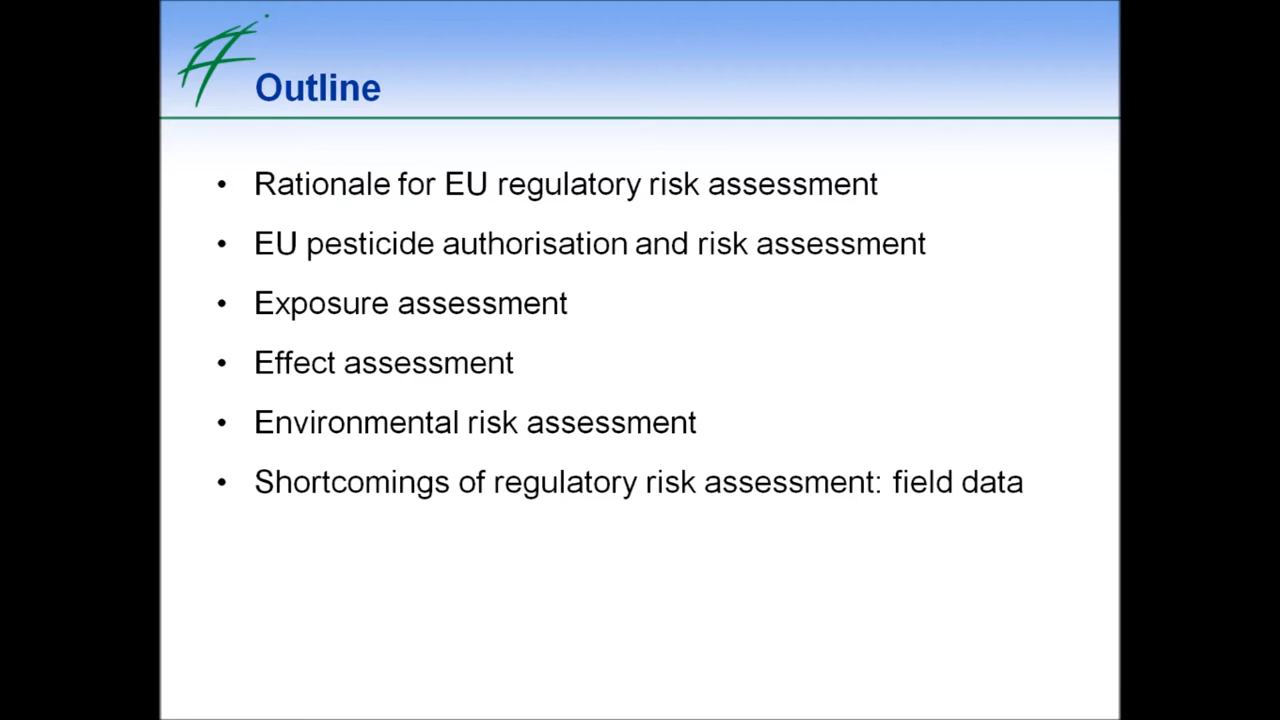 Outline
• Rationale for EU regulatory risk assessment
• EU pesticide authorisation and risk assessment
• Exposure assessment
• Effect assessment
• Environmental risk assessment
• Shortcomings of regulatory risk assessment: field data